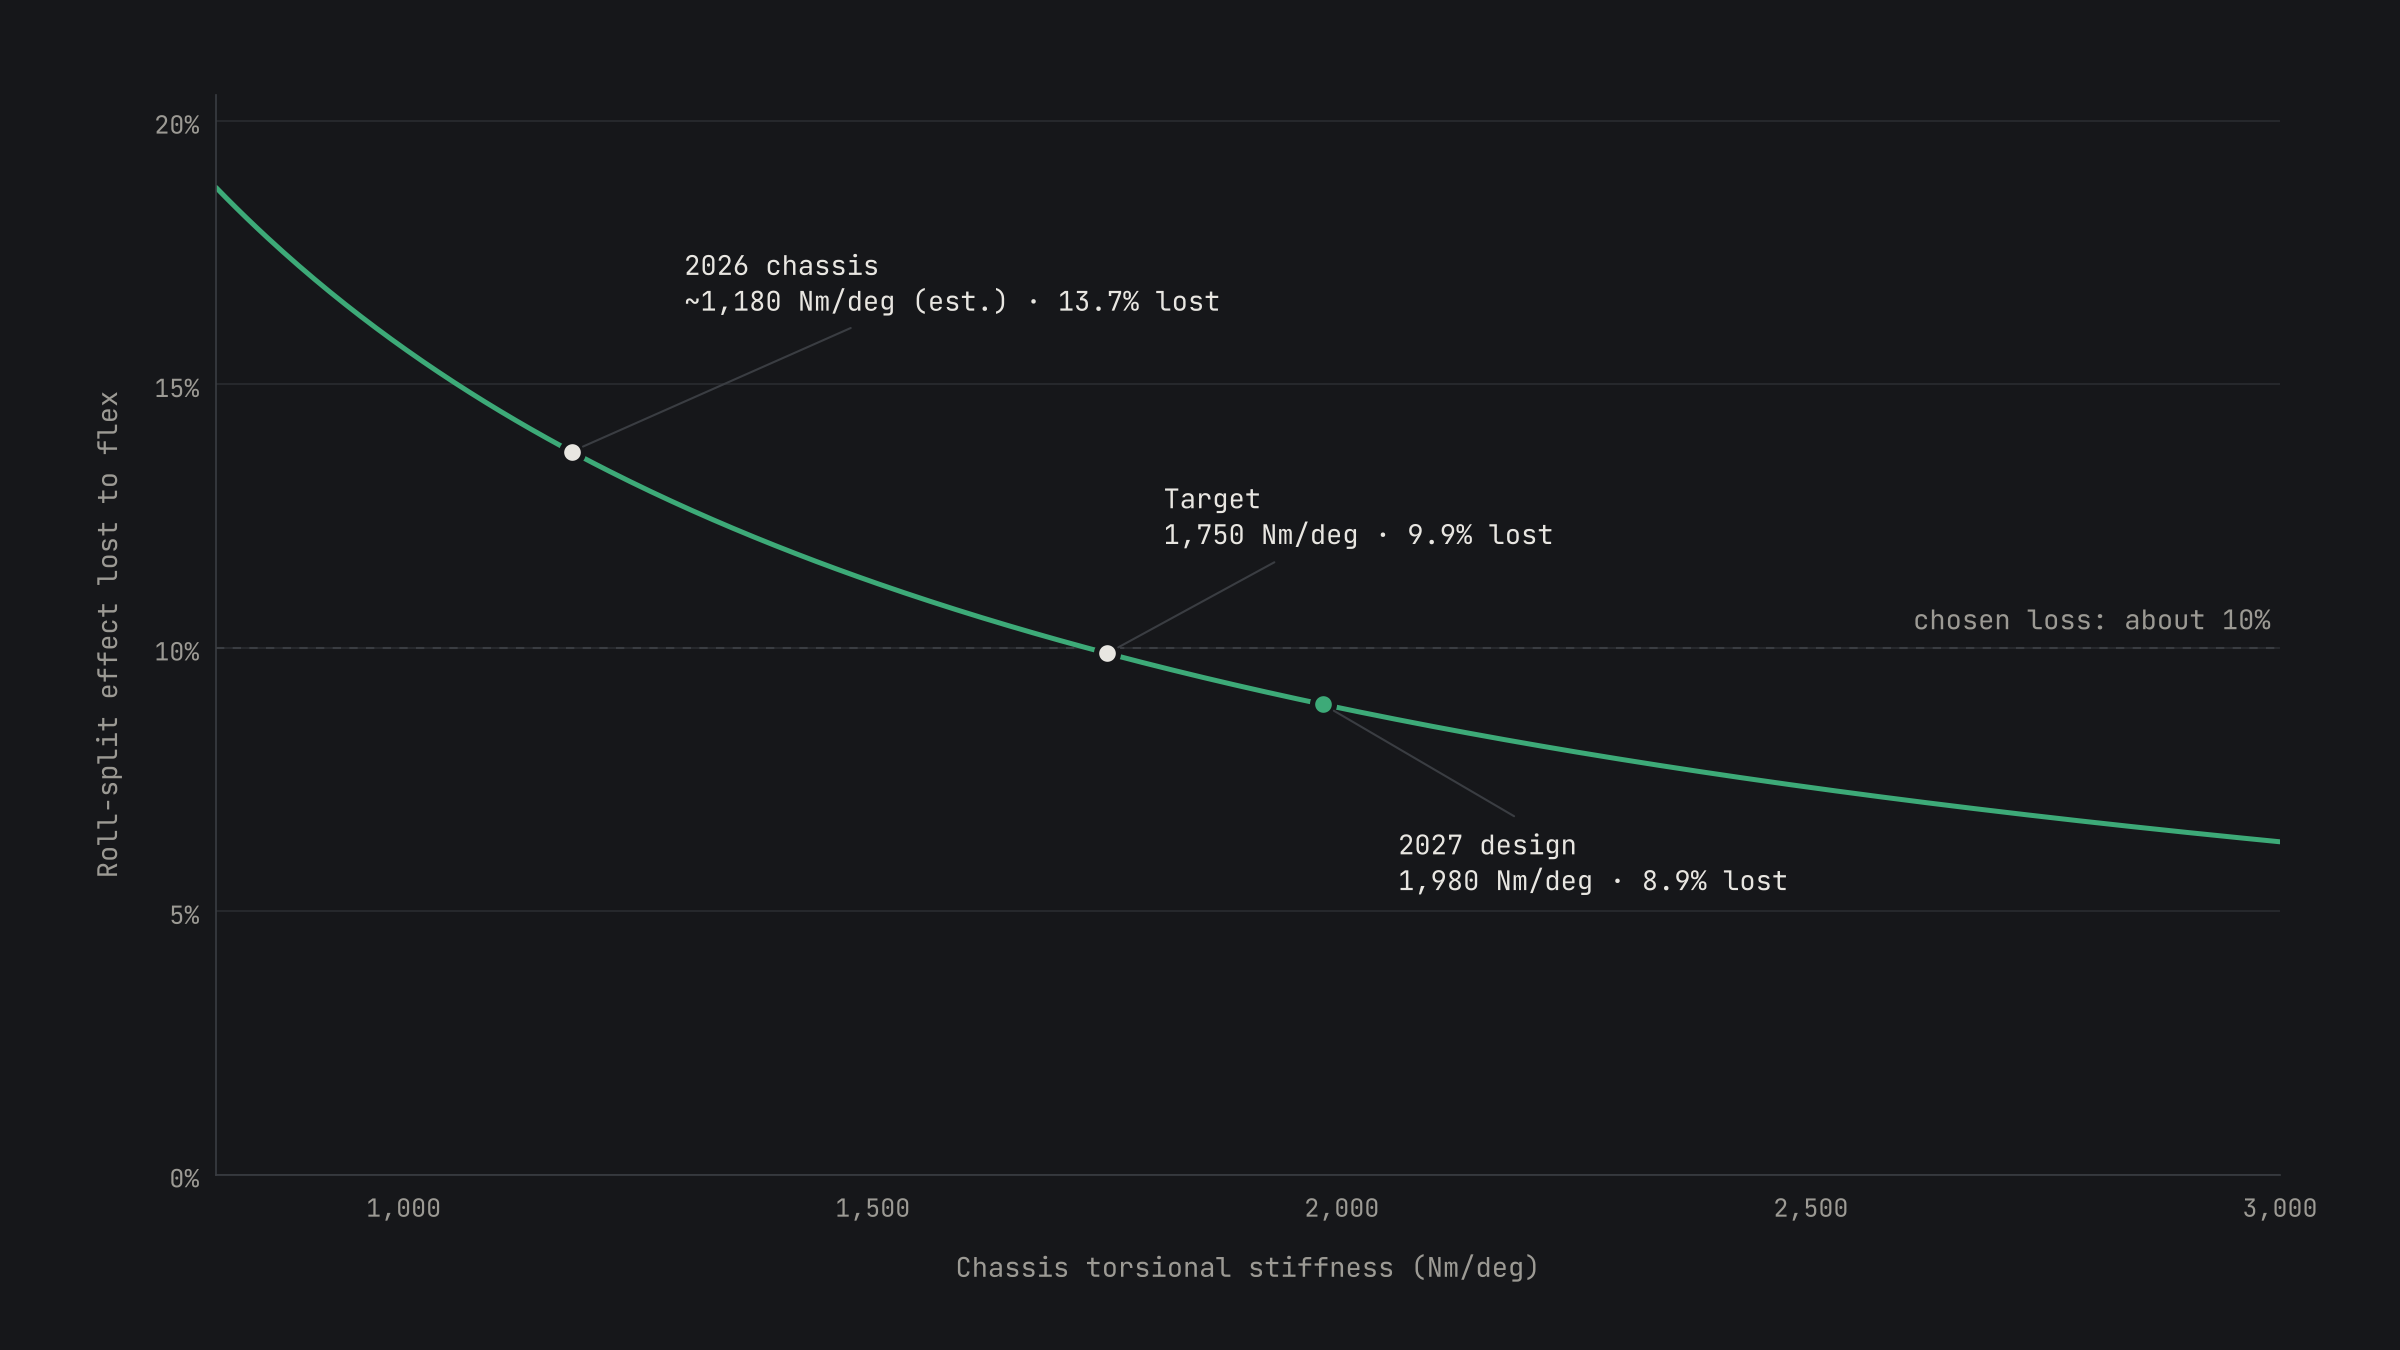 20%
2026 chassis
~1,180 Nm/deg (est.) · 13.7% lost
15%
Roll-split effect lost to flex
Target
1,750 Nm/deg · 9.9% lost
chosen loss: about 10%
10%
2027 design
1,980 Nm/deg · 8.9% lost
5%
0%
1,000
1,500
2,000
2,500
3,000
Chassis torsional stiffness (Nm/deg)